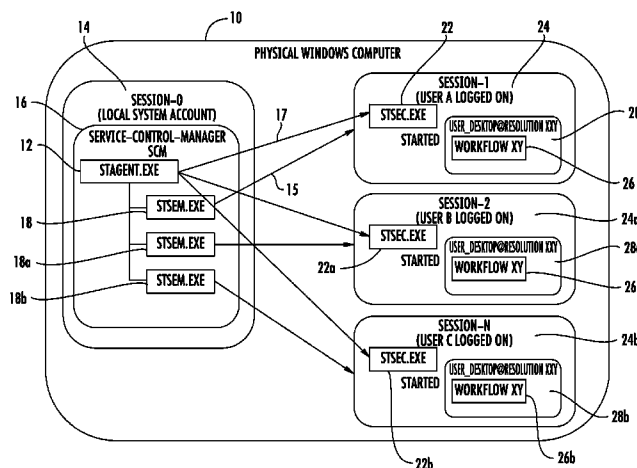 10
PHYSICAL WINDOWS COMPUTER
14
SESSION-0
(LOCAL SYSTEM ACCOUNT)
16
SERVICE-CONTROL-MANAGER
SCM
12
STAGENT.EXE
18
STSEM.EXE
18a
STSEM.EXE
18b
STSEM.EXE
17
15
22
24
SESSION-1
(USER A LOGGED ON)
STSEC.EXE
STARTED
USER_DESKTOP@RESOLUTION XXY
WORKFLOW XY
26
SESSION-2
(USER B LOGGED ON)
STSEC.EXE
STARTED
22a
USER_DESKTOP@RESOLUTION XXY
WORKFLOW XY
26
SESSION-N
(USER C LOGGED ON)
24b
STSEC.EXE
STARTED
USER_DESKTOP@RESOLUTION XXY
WORKFLOW XY
28b
26b
22b